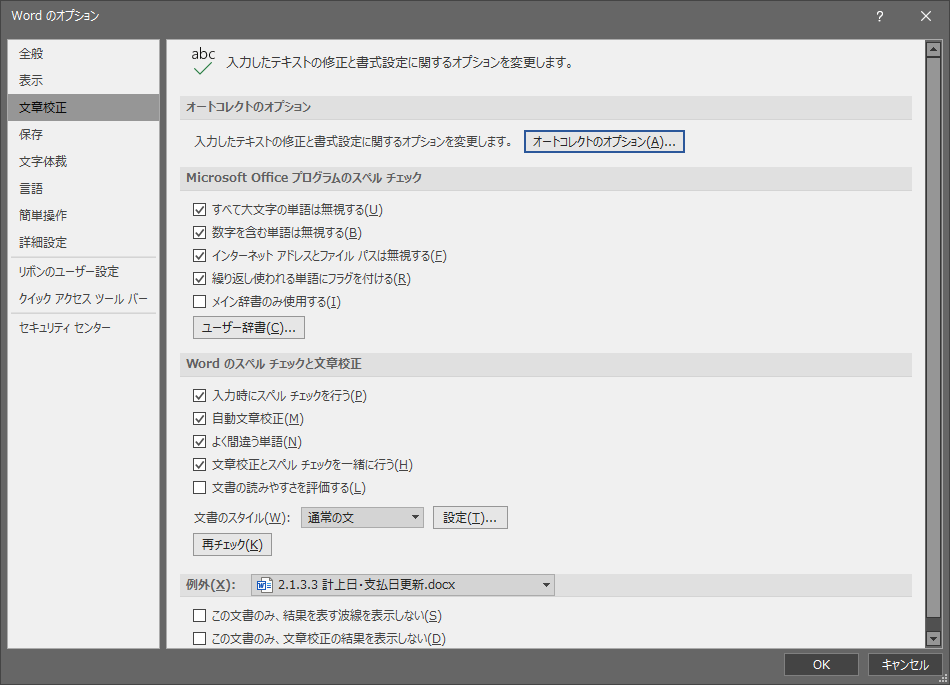 Word のオプション
?
全般
表示
文章校正
保存
文字体裁
言語
簡単操作
詳細設定
リボンのユーザー設定
クイック アクセス ツール バー
セキュリティ センター
abc
入力したテキストの修正と書式設定に関するオプションを変更します。
オートコレクトのオプション
入力したテキストの修正と書式設定に関するオプションを変更します。 オートコレクトのオプション(A)...
Microsoft Office プログラムのスペル チェック
すべて大文字の単語は無視する(U)
数字を含む単語は無視する(B)
インターネット アドレスとファイル パスは無視する(F)
繰り返し使われる単語にフラグを付ける(R)
メイン辞書のみ使用する(I)
ユーザー辞書(C)...
Word のスペル チェックと文章校正
入力時にスペル チェックを行う(P)
自動文章校正(M)
よく間違う単語(N)
文章校正とスペル チェックを一緒に行う(H)
文書の読みやすさを評価する(L)
文書のスタイル(W): 通常の文 設定(T)...
再チェック(K)
例外(X): 2.1.3.3 計上日・支払日更新.docx
この文書のみ、結果を表す波線を表示しない(S)
この文書のみ、文章校正の結果を表示しない(D)
OK キャンセル